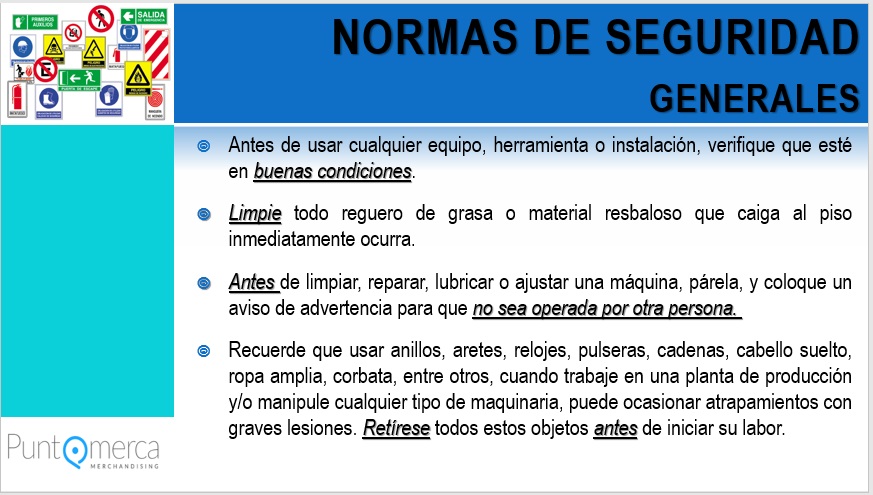 PRIMEROS
AUXILIOS
SALIDA
DE EMERGENCIA
PELIGRO
PUERTA DE ESCAPE
PELIGRO
NORMAS DE SEGURIDAD
GENERALES
Antes de usar cualquier equipo, herramienta o instalación, verifique que esté
en buenas condiciones.
Limpie todo reguero de grasa o material resbaloso que caiga al piso
inmediatamente ocurra.
Antes de limpiar, reparar, lubricar o ajustar una máquina, párela, y coloque un
aviso de advertencia para que no sea operada por otra persona.
Recuerde que usar anillos, aretes, relojes, pulseras, cadenas, cabello suelto,
ropa amplia, corbata, entre otros, cuando trabaje en una planta de producción
y/o manipule cualquier tipo de maquinaria, puede ocasionar atrapamientos con
graves lesiones. Retírese todos estos objetos antes de iniciar su labor.
Puntomerca
MERCHANDISING